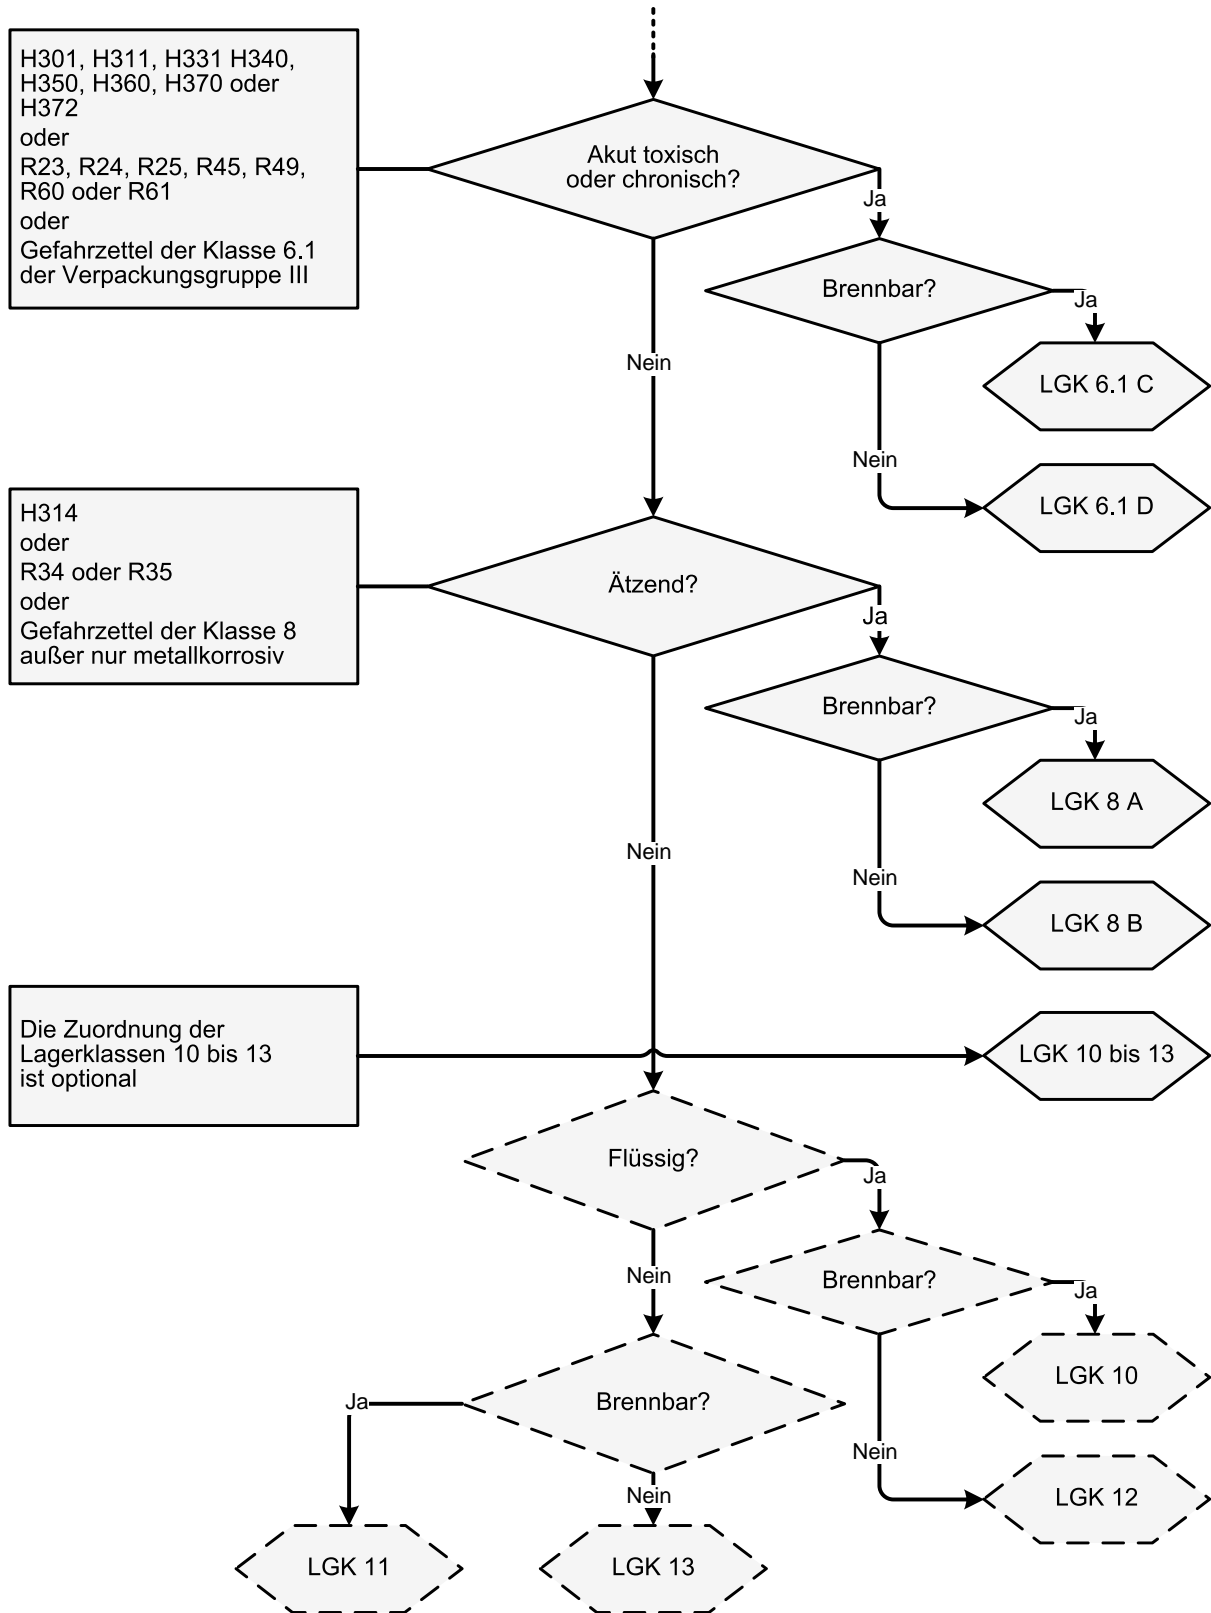 H301, H311, H331 H340,
H350, H360, H370 oder
H372
oder
R23, R24, R25, R45, R49,
R60 oder R61
oder
Gefahrzettel der Klasse 6.1
der Verpackungsgruppe III
Akut toxisch
oder chronisch?
Ja
Brennbar?
Ja
LGK 6.1 C
Nein
LGK 6.1 D
Nein
H314
oder
R34 oder R35
oder
Gefahrzettel der Klasse 8
außer nur metallkorrosiv
Ätzend?
Ja
Brennbar?
Ja
LGK 8 A
Nein
LGK 8 B
Nein
Die Zuordnung der
Lagerklassen 10 bis 13
ist optional
LGK 10 bis 13
Flüssig?
Ja
Brennbar?
Ja
LGK 10
Nein
LGK 12
Nein
Brennbar?
Ja
LGK 11
Nein
LGK 13